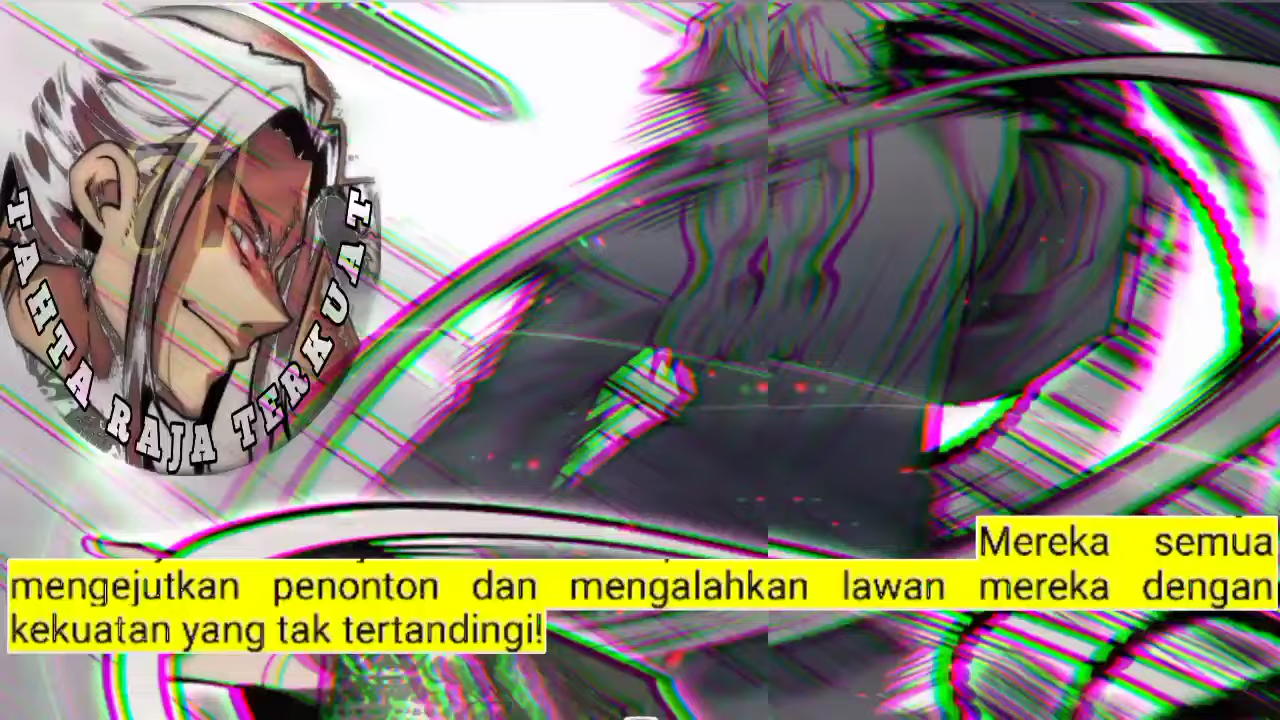 TAHTA RAJA TERKUAT
Mereka semua
mengejutkan penonton dan mengalahkan lawan mereka dengan
kekuatan yang tak tertandingi!